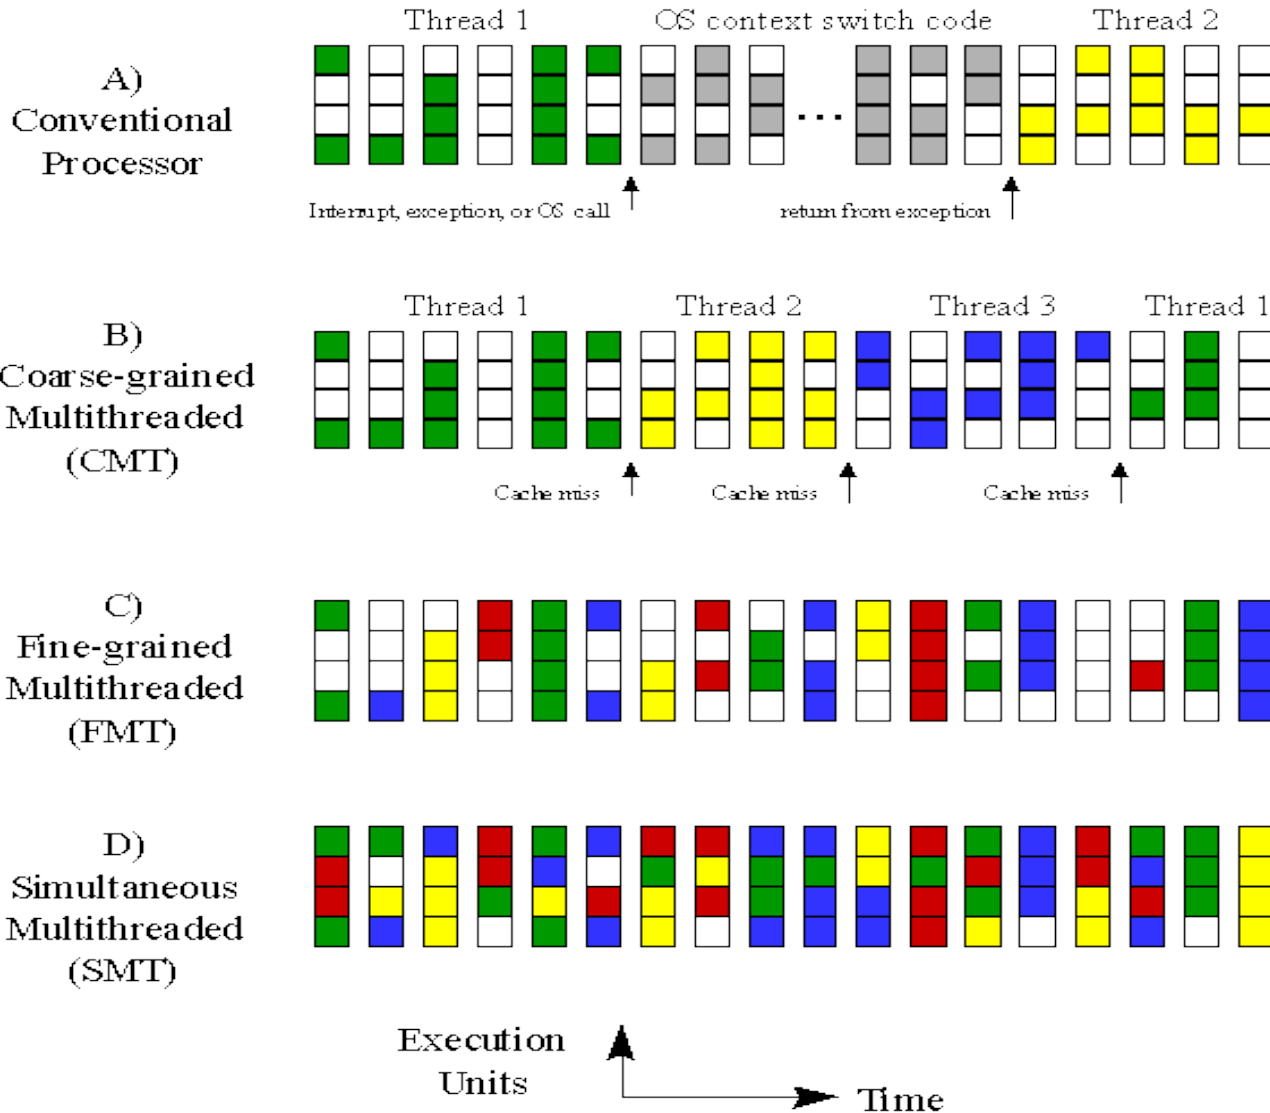 Thread 1 OS context switch code Thread 2
A)
Conventional
Processor
...
Interrupt, exception, or OS call return from exception
Thread 1 Thread 2 Thread 3 Thread 1
B)
Coarse-grained
Multithreaded
(CMT)
Cache miss Cache miss Cache miss
C)
Fine-grained
Multithreaded
(FMT)
D)
Simultaneous
Multithreaded
(SMT)
Execution
Units
Time